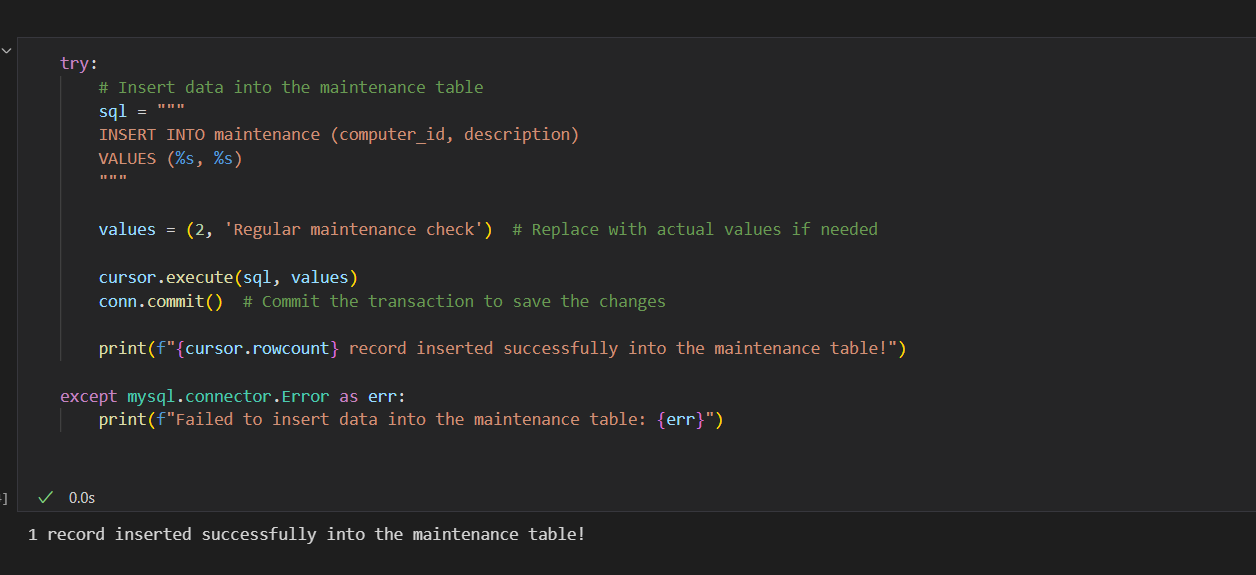 try:
# Insert data into the maintenance table
sql = """
INSERT INTO maintenance (computer_id, description)
VALUES (%s, %s)
"""
values = (2, 'Regular maintenance check')  # Replace with actual values if needed
cursor.execute(sql, values)
conn.commit()  # Commit the transaction to save the changes
print(f"{cursor.rowcount} record inserted successfully into the maintenance table!")
except mysql.connector.Error as err:
print(f"Failed to insert data into the maintenance table: {err}")
] ✓ 0.0s
1 record inserted successfully into the maintenance table!